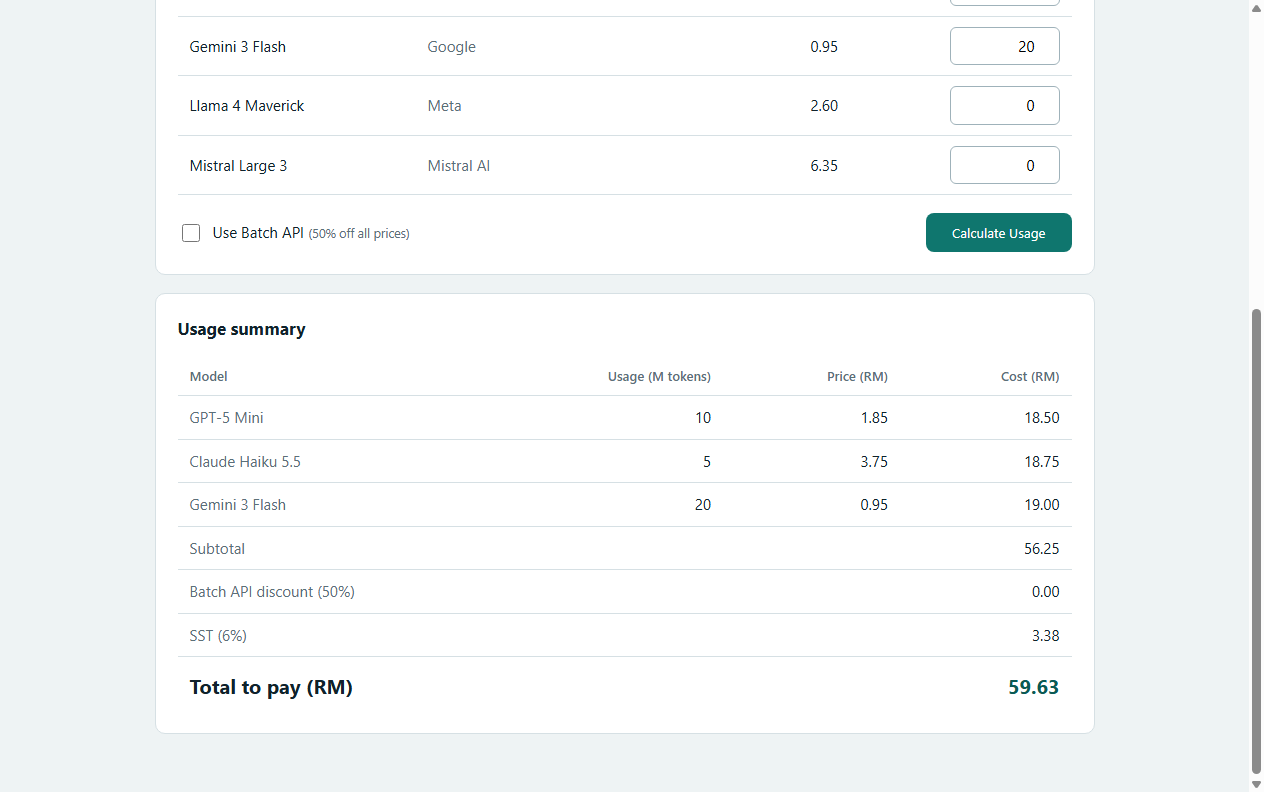 Gemini 3 Flash Google 0.95 20
Llama 4 Maverick Meta 2.60 0
Mistral Large 3 Mistral AI 6.35 0
Use Batch API (50% off all prices) Calculate Usage
Usage summary
Model Usage (M tokens) Price (RM) Cost (RM)
GPT-5 Mini 10 1.85 18.50
Claude Haiku 5.5 5 3.75 18.75
Gemini 3 Flash 20 0.95 19.00
Subtotal 56.25
Batch API discount (50%) 0.00
SST (6%) 3.38
Total to pay (RM) 59.63